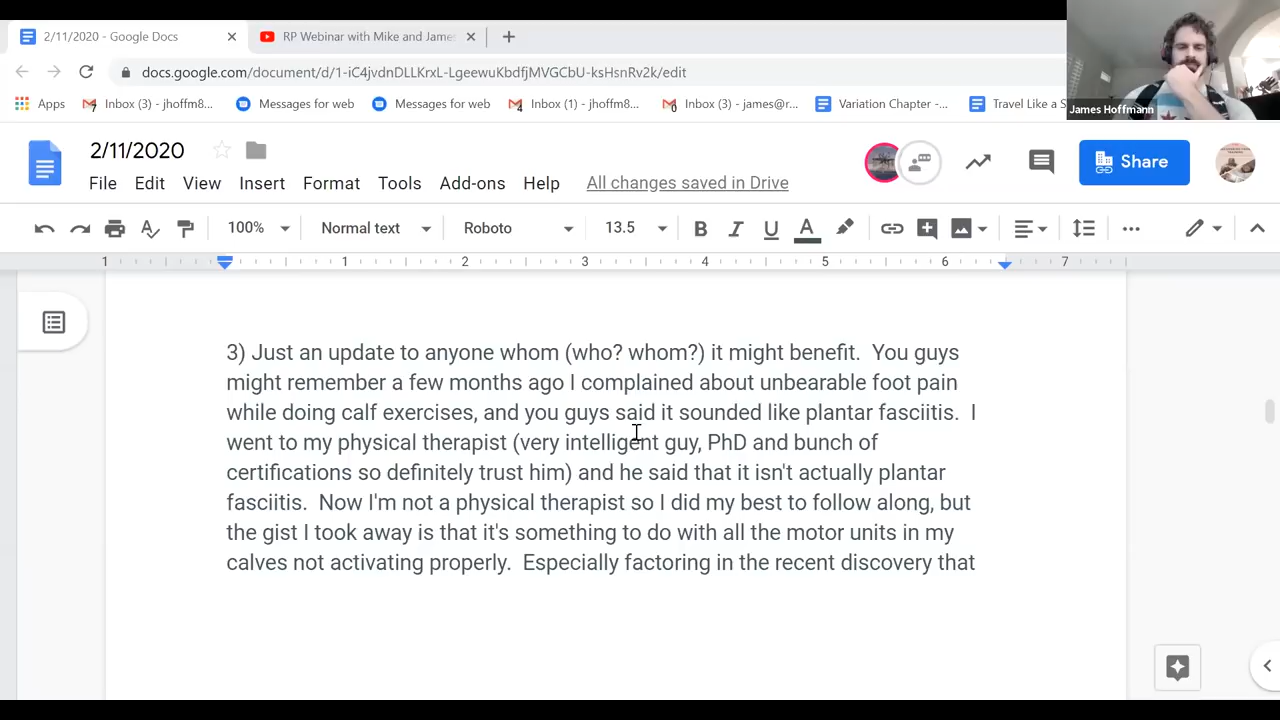 2/11/2020 - Google Docs
RP Webinar with Mike and Jame
docs.google.com/document/d/1-iC4jvdnDLLKrxL-LgeewuKbdfjMVGCbU-ksHsnRv2k/edit
Apps
Inbox (3) - jhoffm8...
Messages for web
Messages for web
Inbox (1) - jhoffm8...
Inbox (3) - james@r...
Variation Chapter -...
Travel Like a S
James Hoffmann
2/11/2020
Share
File Edit View Insert Format Tools Add-ons Help All changes saved in Drive
100% Normal text Roboto 13.5 B I U A
1 1 2 3 4 5 6 7
3) Just an update to anyone whom (who? whom?) it might benefit. You guys
might remember a few months ago I complained about unbearable foot pain
while doing calf exercises, and you guys said it sounded like plantar fasciitis. I
went to my physical therapist (very intelligent guy, PhD and bunch of
certifications so definitely trust him) and he said that it isn't actually plantar
fasciitis. Now I'm not a physical therapist so I did my best to follow along, but
the gist I took away is that it's something to do with all the motor units in my
calves not activating properly. Especially factoring in the recent discovery that